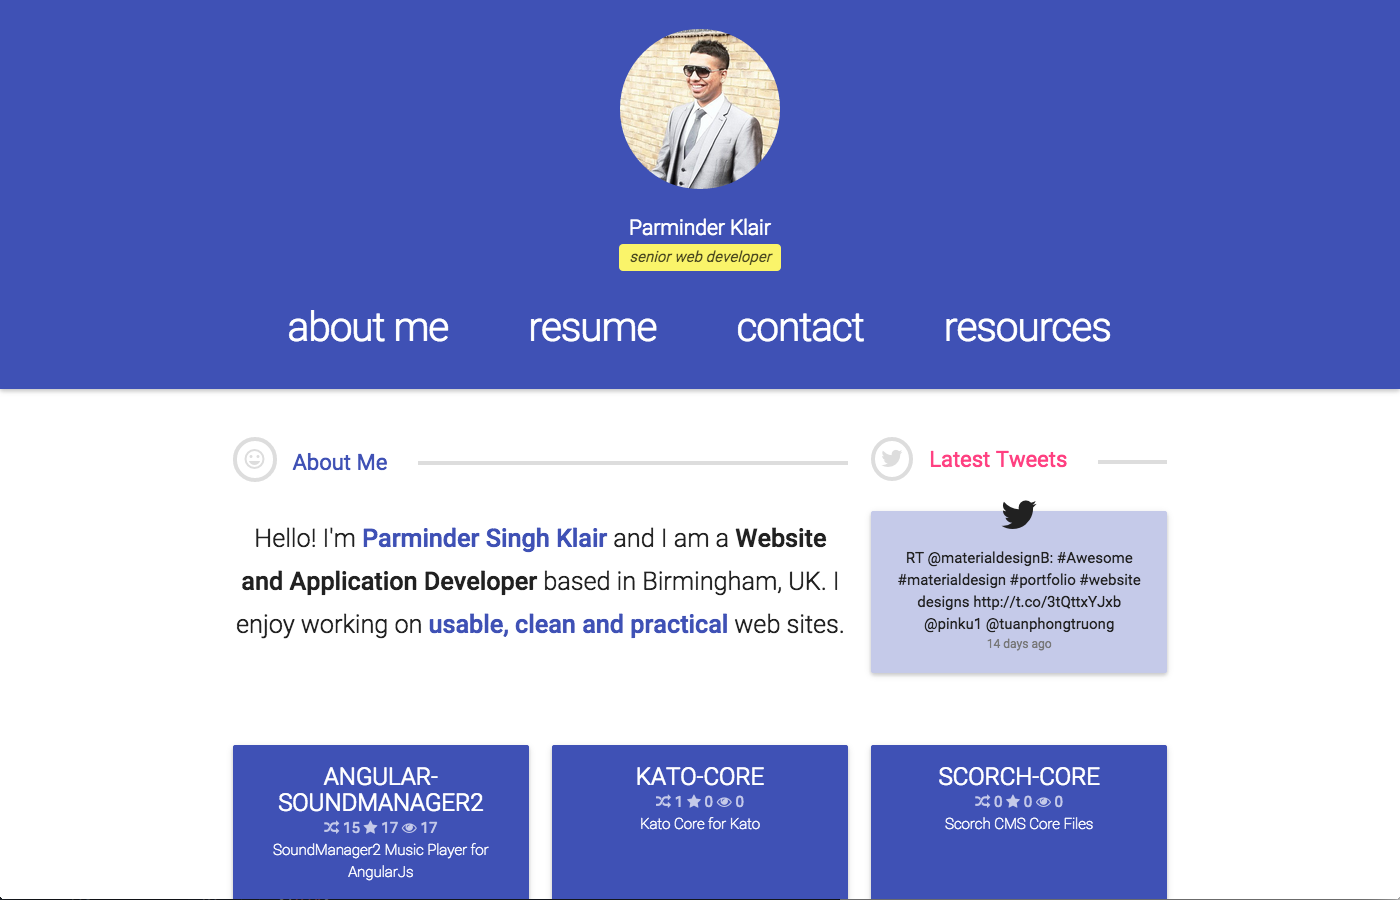 Parminder Klair
senior web developer
about me resume contact resources
About Me
Hello! I'm Parminder Singh Klair and I am a Website
and Application Developer based in Birmingham, UK. I
enjoy working on usable, clean and practical web sites.
Latest Tweets
RT @materialdesignB: #Awesome
#materialdesign #portfolio #website
designs http://t.co/3tQttxYJxb
@pinku1 @tuanphongtruong
14 days ago
ANGULAR-
SOUNDMANAGER2
15 17 17
SoundManager2 Music Player for
AngularJs
KATO-CORE
1 0 0
Kato Core for Kato
SCORCH-CORE
0 0 0
Scorch CMS Core Files